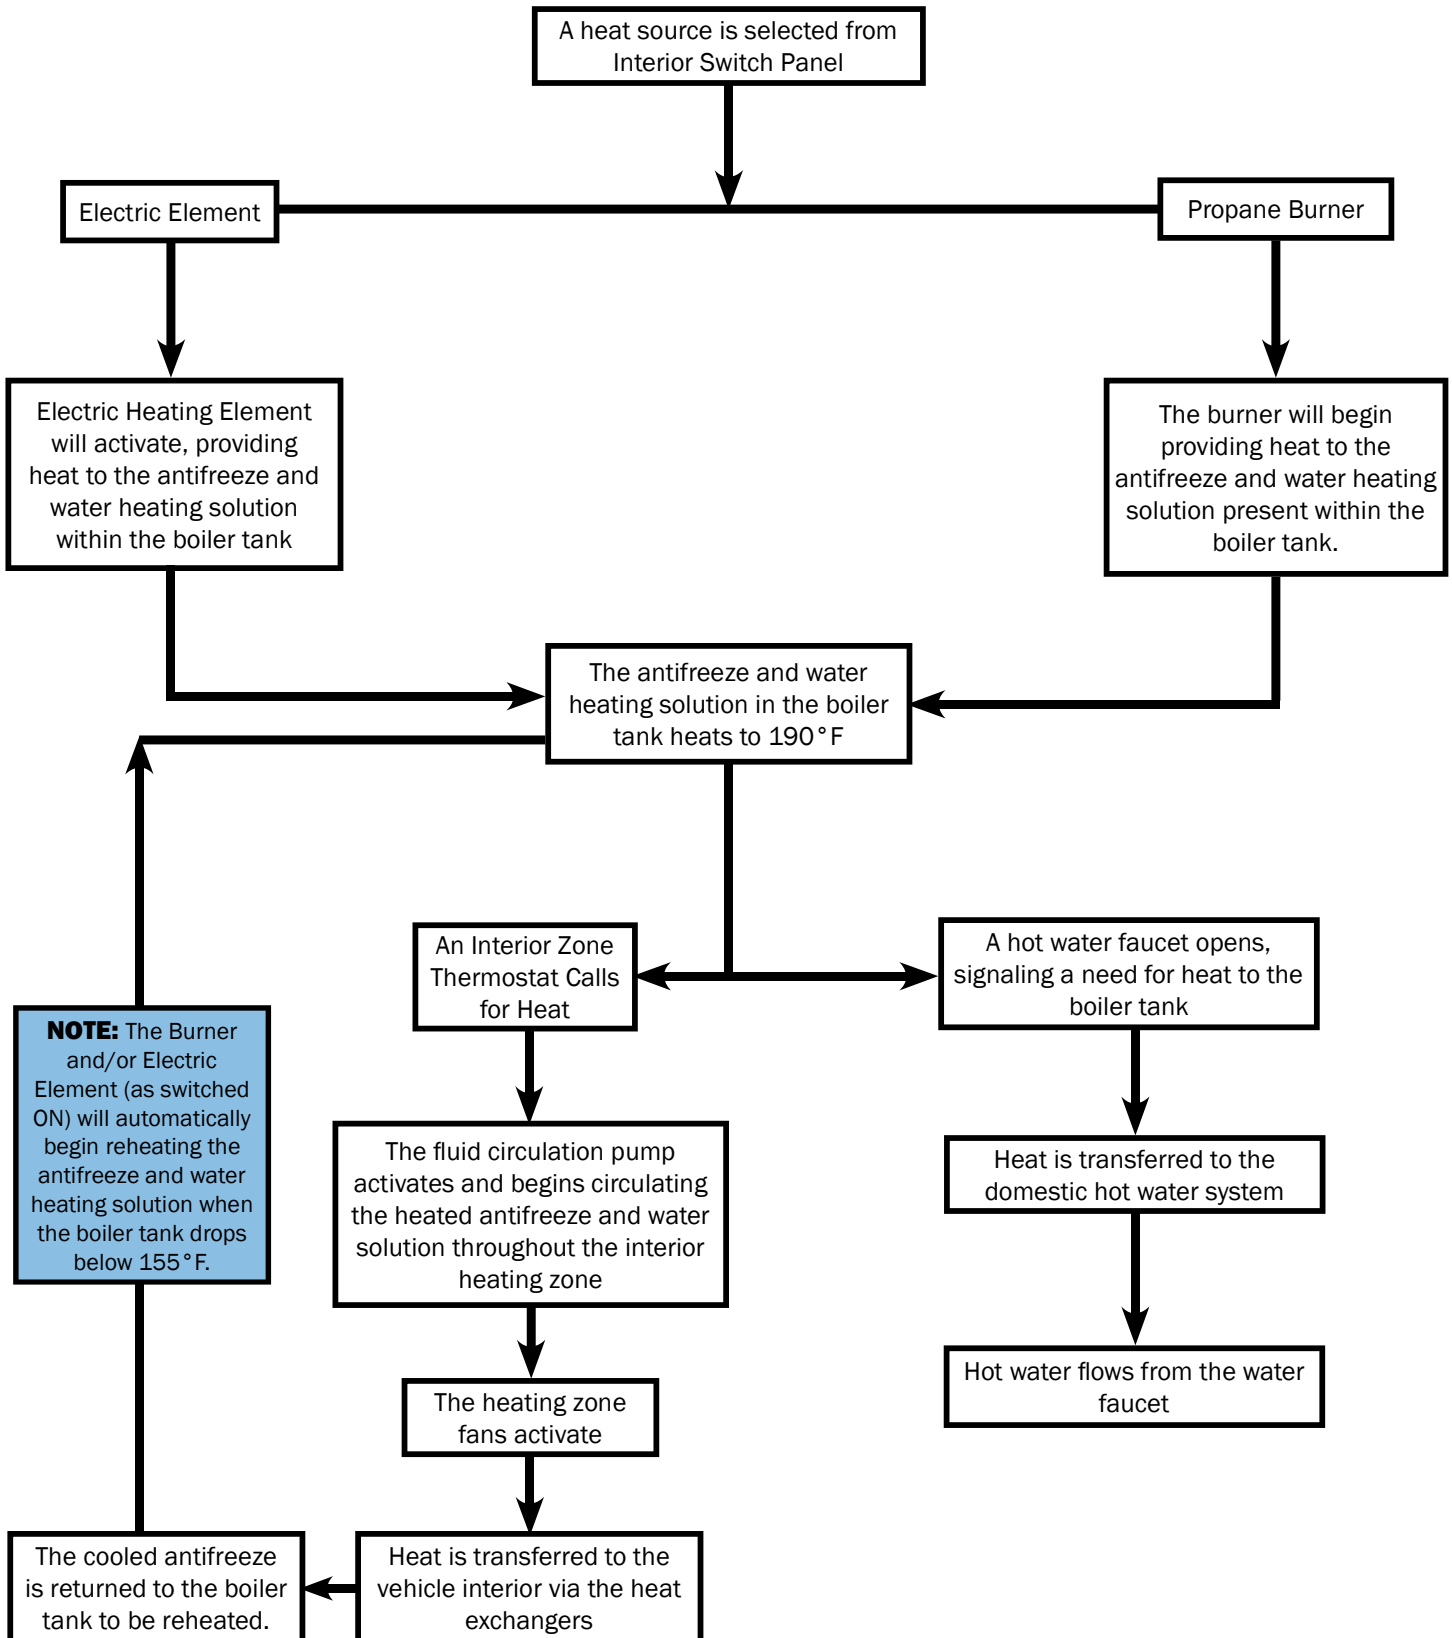 A heat source is selected from
Interior Switch Panel
Electric Element
Propane Burner
Electric Heating Element
will activate, providing
heat to the antifreeze and
water heating solution
within the boiler tank
The burner will begin
providing heat to the
antifreeze and water heating
solution present within the
boiler tank.
The antifreeze and water
heating solution in the boiler
tank heats to 190°F
An Interior Zone
Thermostat Calls
for Heat
A hot water faucet opens,
signaling a need for heat to the
boiler tank
NOTE: The Burner
and/or Electric
Element (as switched
ON) will automatically
begin reheating the
antifreeze and water
heating solution when
the boiler tank drops
below 155°F.
The fluid circulation pump
activates and begins circulating
the heated antifreeze and water
solution throughout the interior
heating zone
Heat is transferred to the
domestic hot water system
The heating zone
fans activate
Hot water flows from the water
faucet
The cooled antifreeze
is returned to the boiler
tank to be reheated.
Heat is transferred to the
vehicle interior via the heat
exchangers